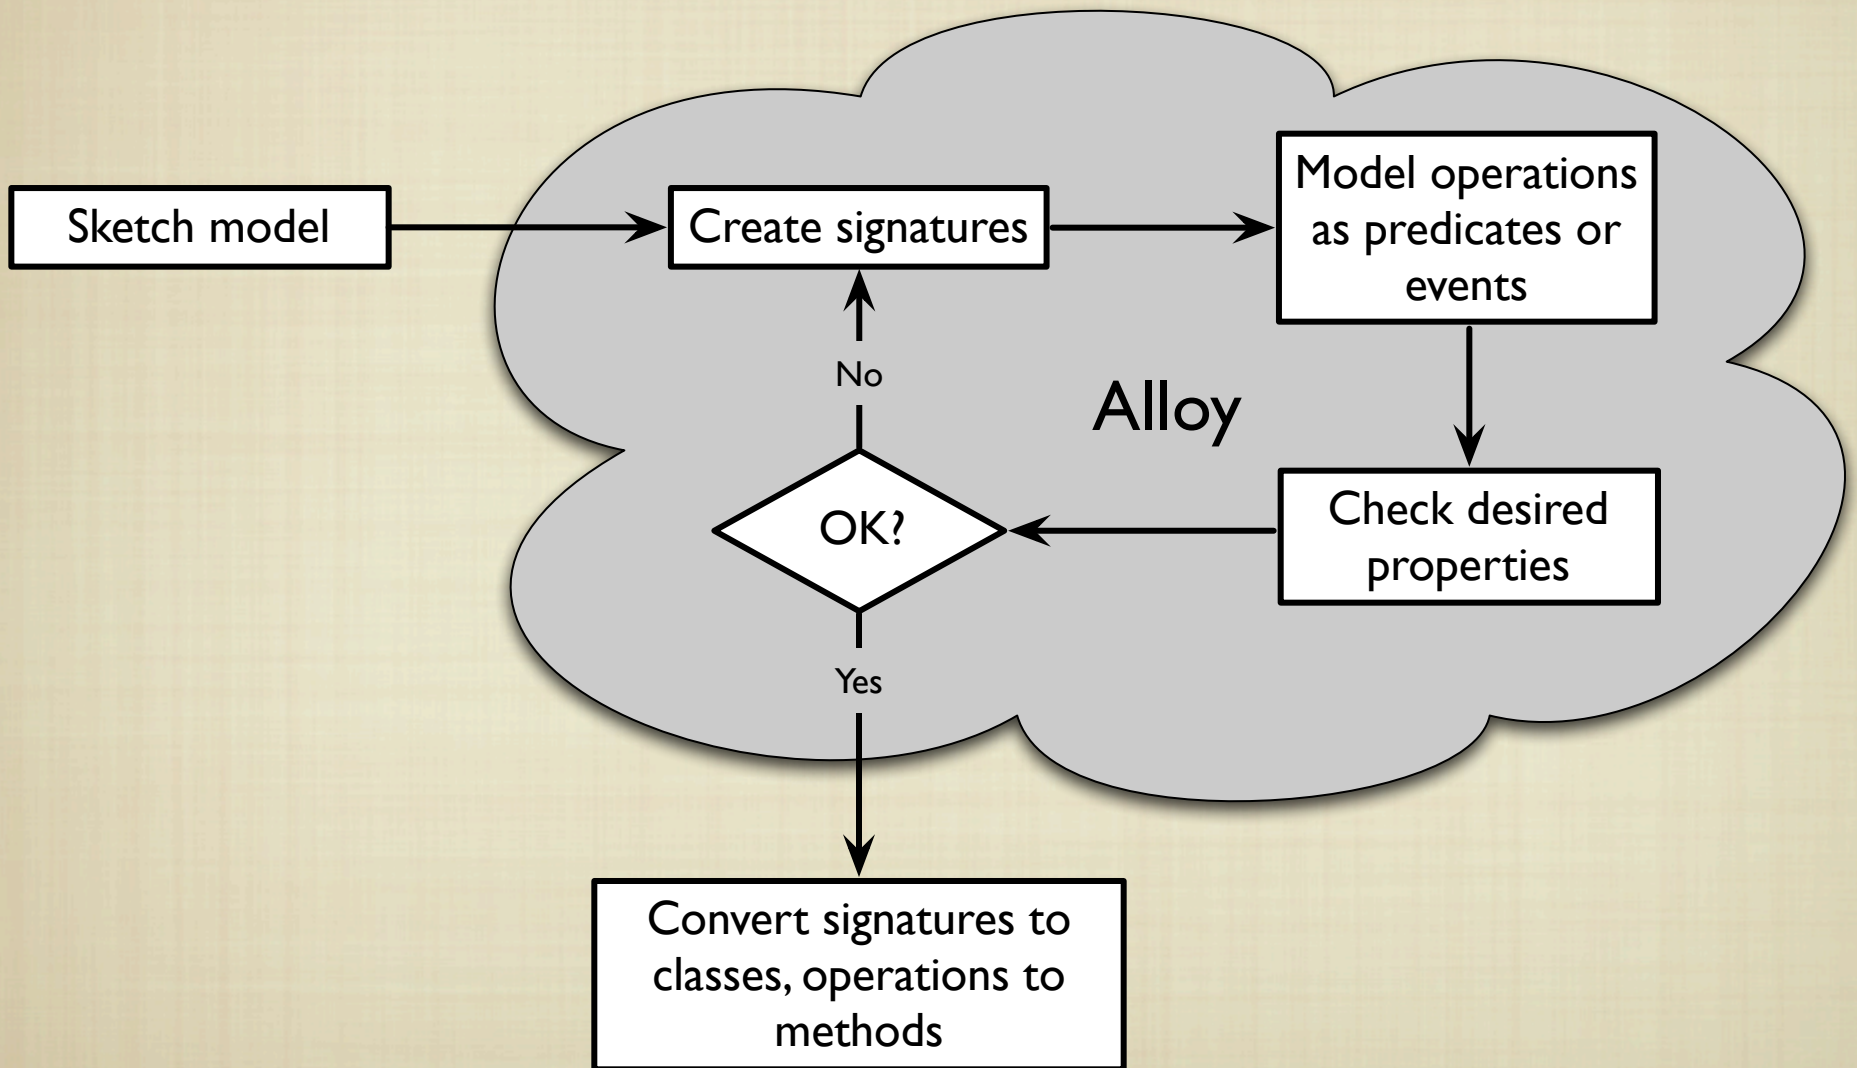 Sketch model
Create signatures
Model operations
as predicates or
events
No
Alloy
OK?
Check desired
properties
Yes
Convert signatures to
classes, operations to
methods